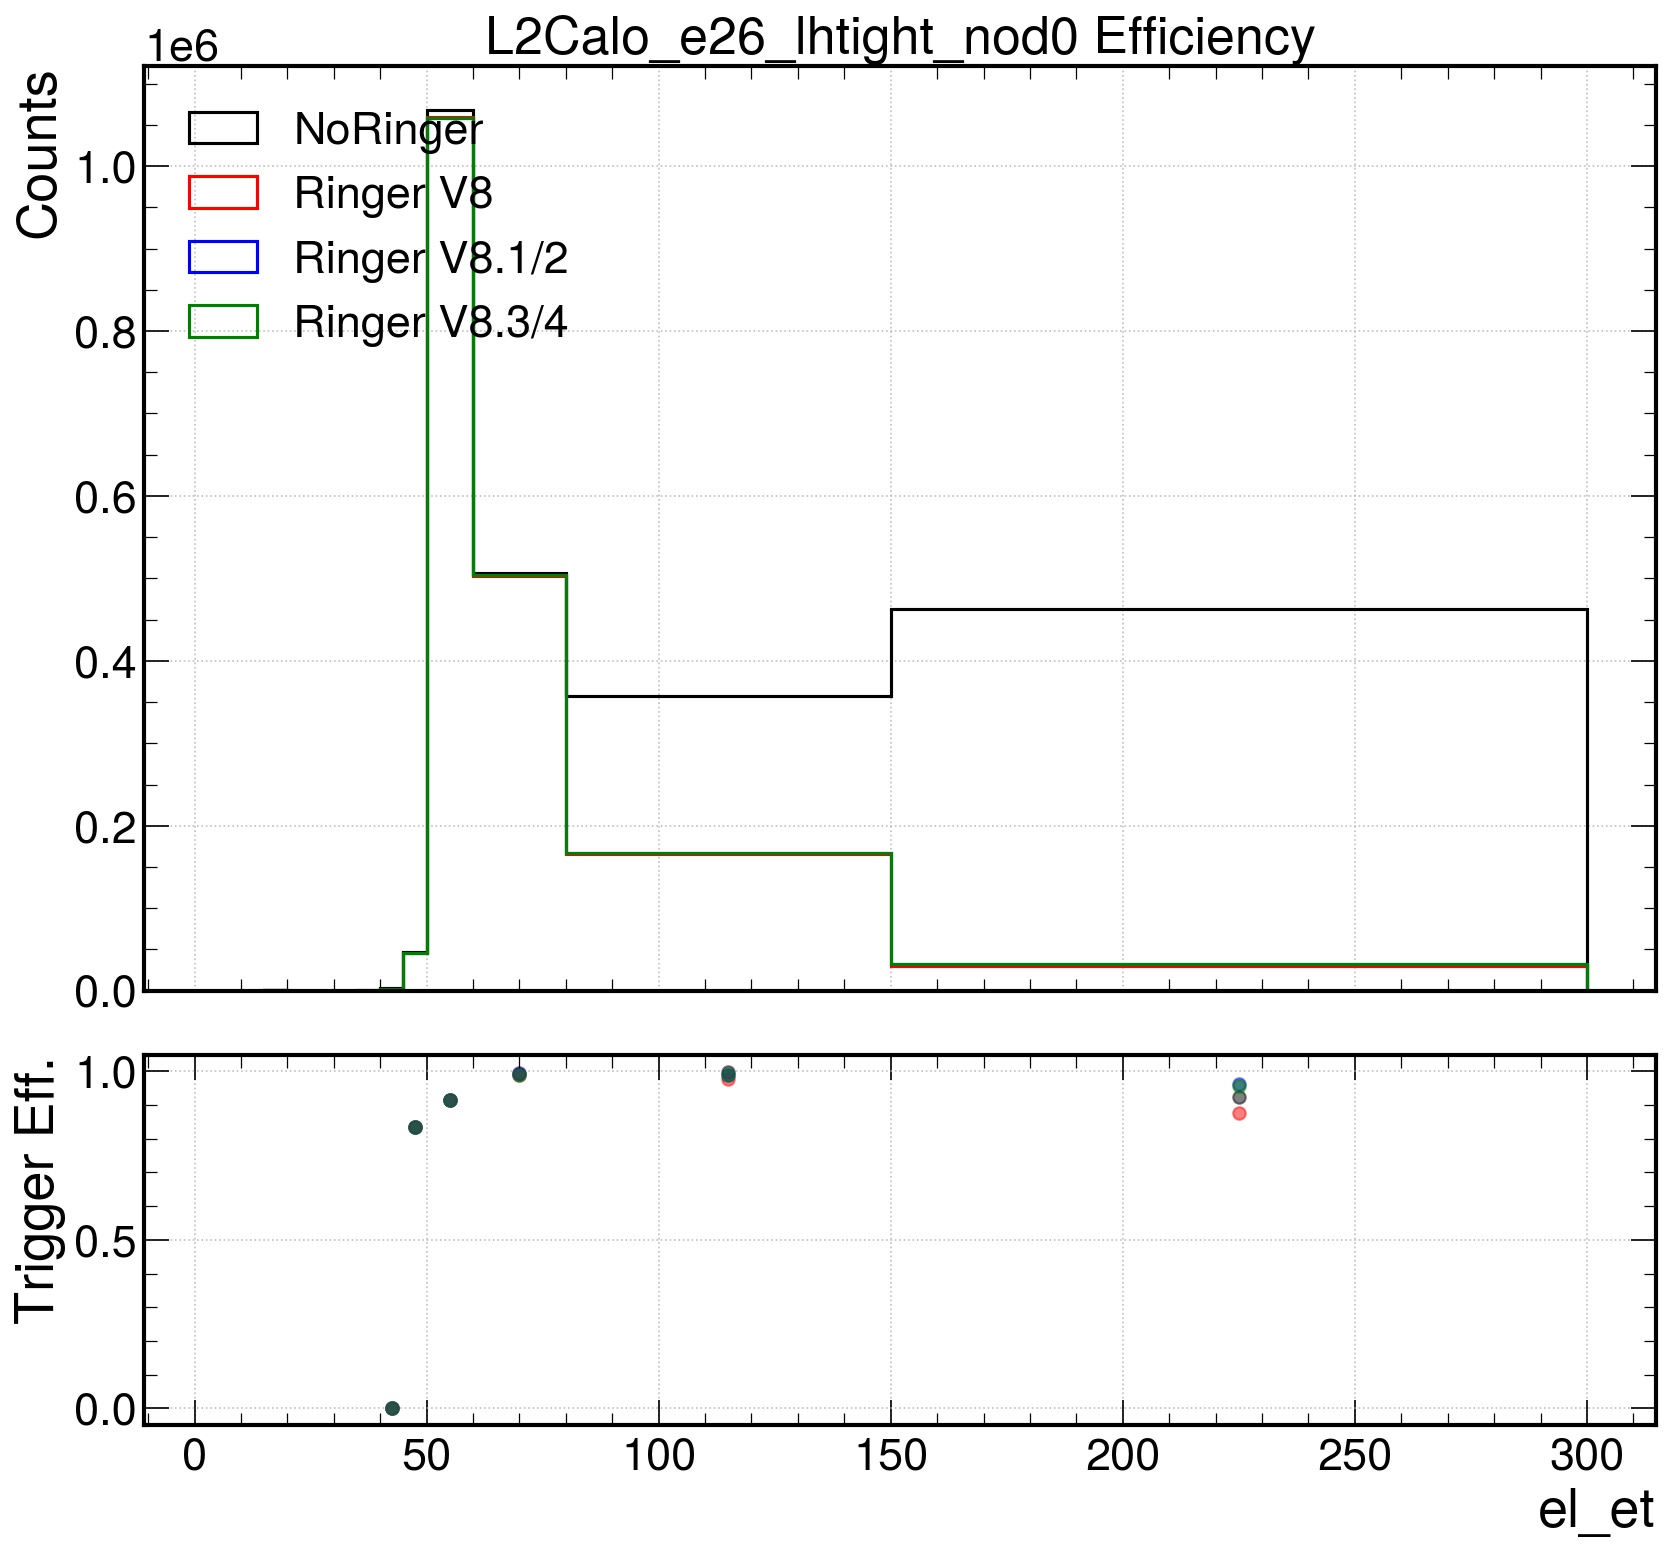 L2Calo_e26_lhtight_nod0 Efficiency
1e6
Counts
NoRinger
Ringer V8
Ringer V8.1/2
Ringer V8.3/4
1.0
0.8
0.6
0.4
0.2
0.0
Trigger Eff.
1.0
0.5
0.0
0 50 100 150 200 250 300
el_et